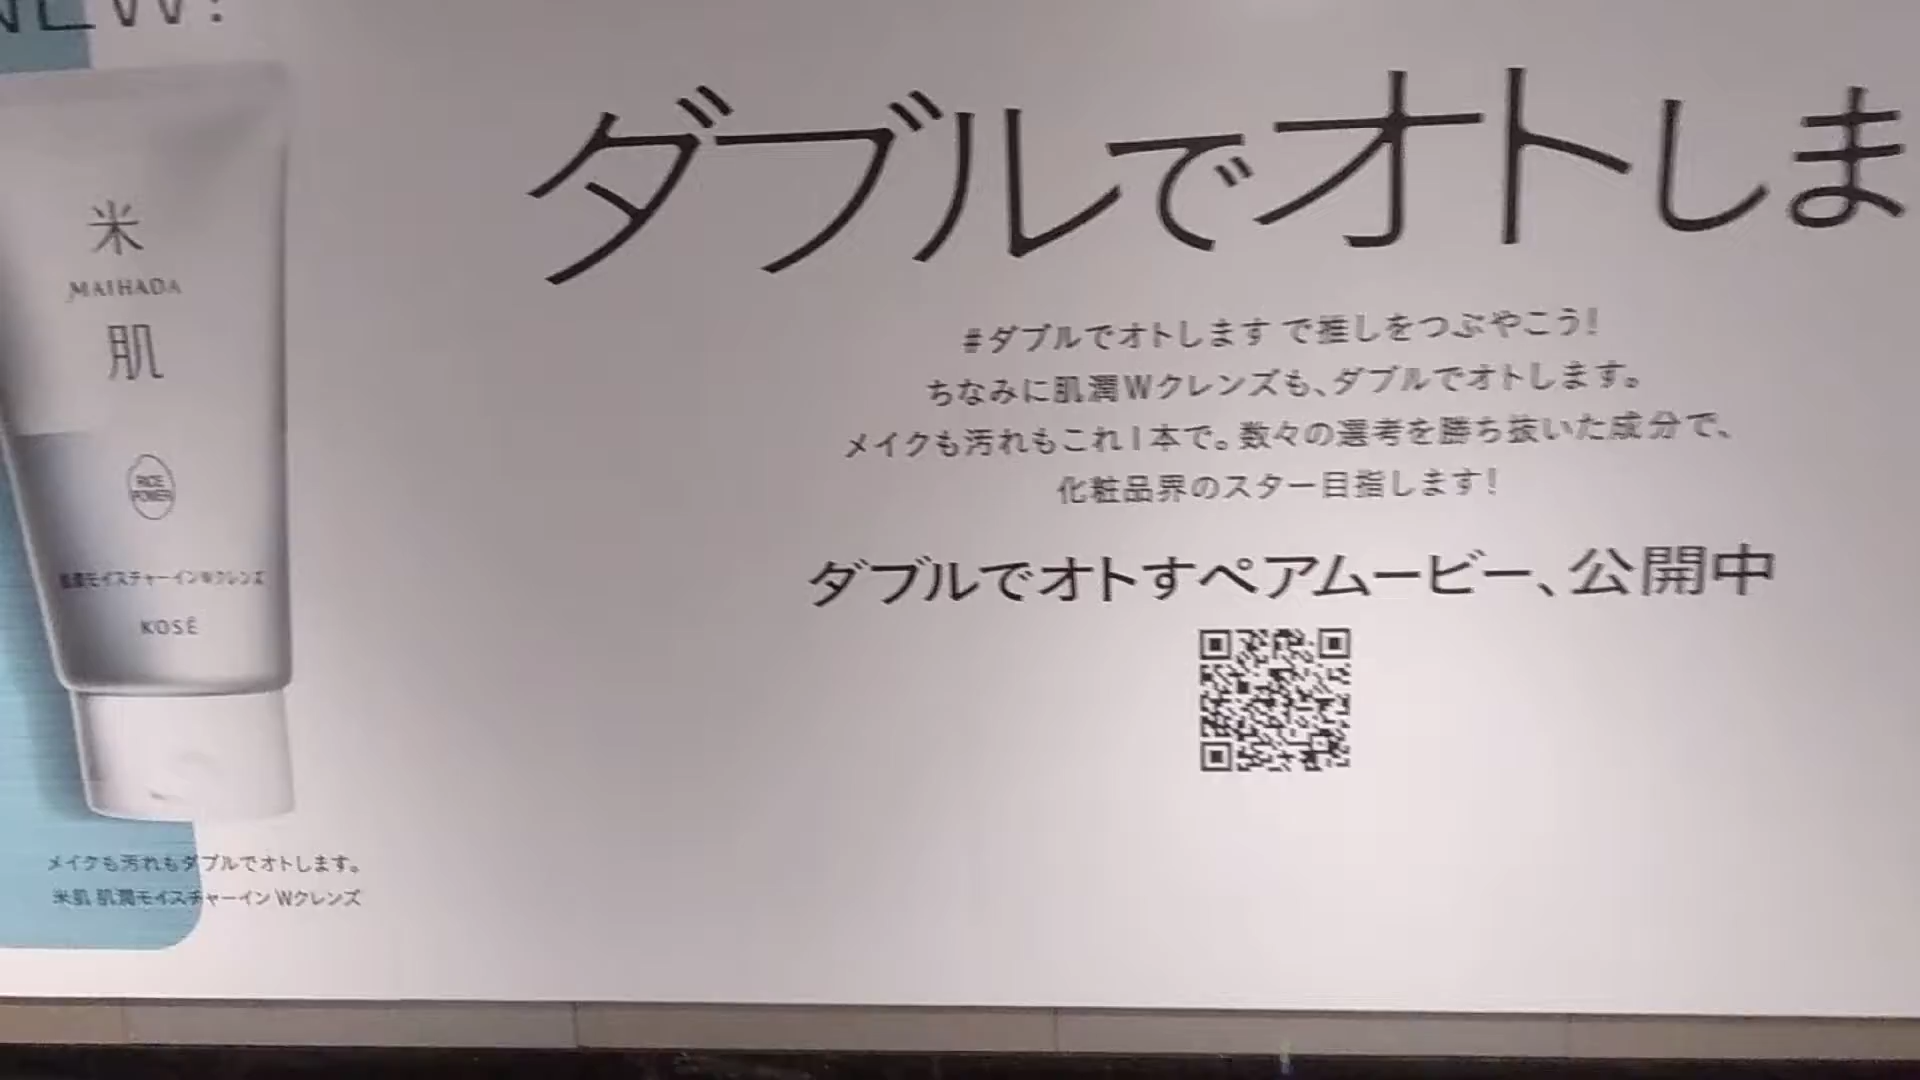 NEW!
ダブルでオトしま
#ダブルでオトします で推しをつぶやこう!
ちなみに肌潤Wクレンズも、ダブルでオトします。
メイクも汚れもこれ1本で。数々の選考を勝ち抜いた成分で、
化粧品界のスター目指します!
ダブルでオトすペアムービー、公開中
米
MAIHADA
肌
RICE
POWER
肌潤モイスチャーインWクレンズ
KOSÉ
メイクも汚れもダブルでオトします。
米肌 肌潤モイスチャーイン Wクレンズ